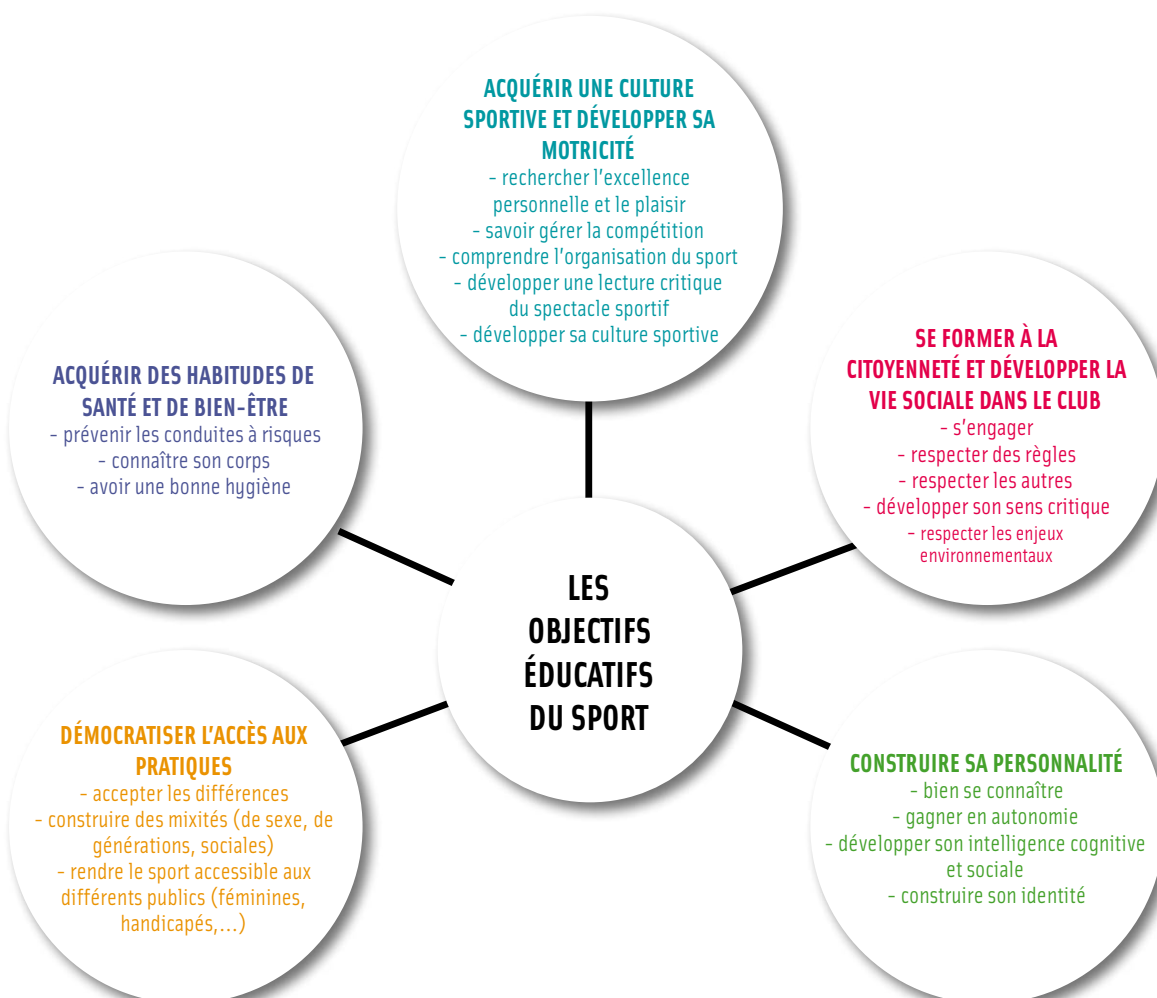 ACQUÉRIR UNE CULTURE
SPORTIVE ET DÉVELOPPER SA
MOTRICITÉ
- rechercher l'excellence
personnelle et le plaisir
- savoir gérer la compétition
- comprendre l'organisation du sport
- développer une lecture critique
du spectacle sportif
- développer sa culture sportive
ACQUÉRIR DES HABITUDES DE
SANTÉ ET DE BIEN-ÊTRE
- prévenir les conduites à risques
- connaître son corps
- avoir une bonne hygiène
SE FORMER À LA
CITOYENNETÉ ET DÉVELOPPER LA
VIE SOCIALE DANS LE CLUB
- s'engager
- respecter des règles
- respecter les autres
- développer son sens critique
- respecter les enjeux
environnementaux
LES
OBJECTIFS
ÉDUCATIFS
DU SPORT
DÉMOCRATISER L'ACCÈS AUX
PRATIQUES
- accepter les différences
- construire des mixités (de sexe, de
générations, sociales)
- rendre le sport accessible aux
différents publics (féminines,
handicapés,...)
CONSTRUIRE SA PERSONNALITÉ
- bien se connaître
- gagner en autonomie
- développer son intelligence cognitive
et sociale
- construire son identité